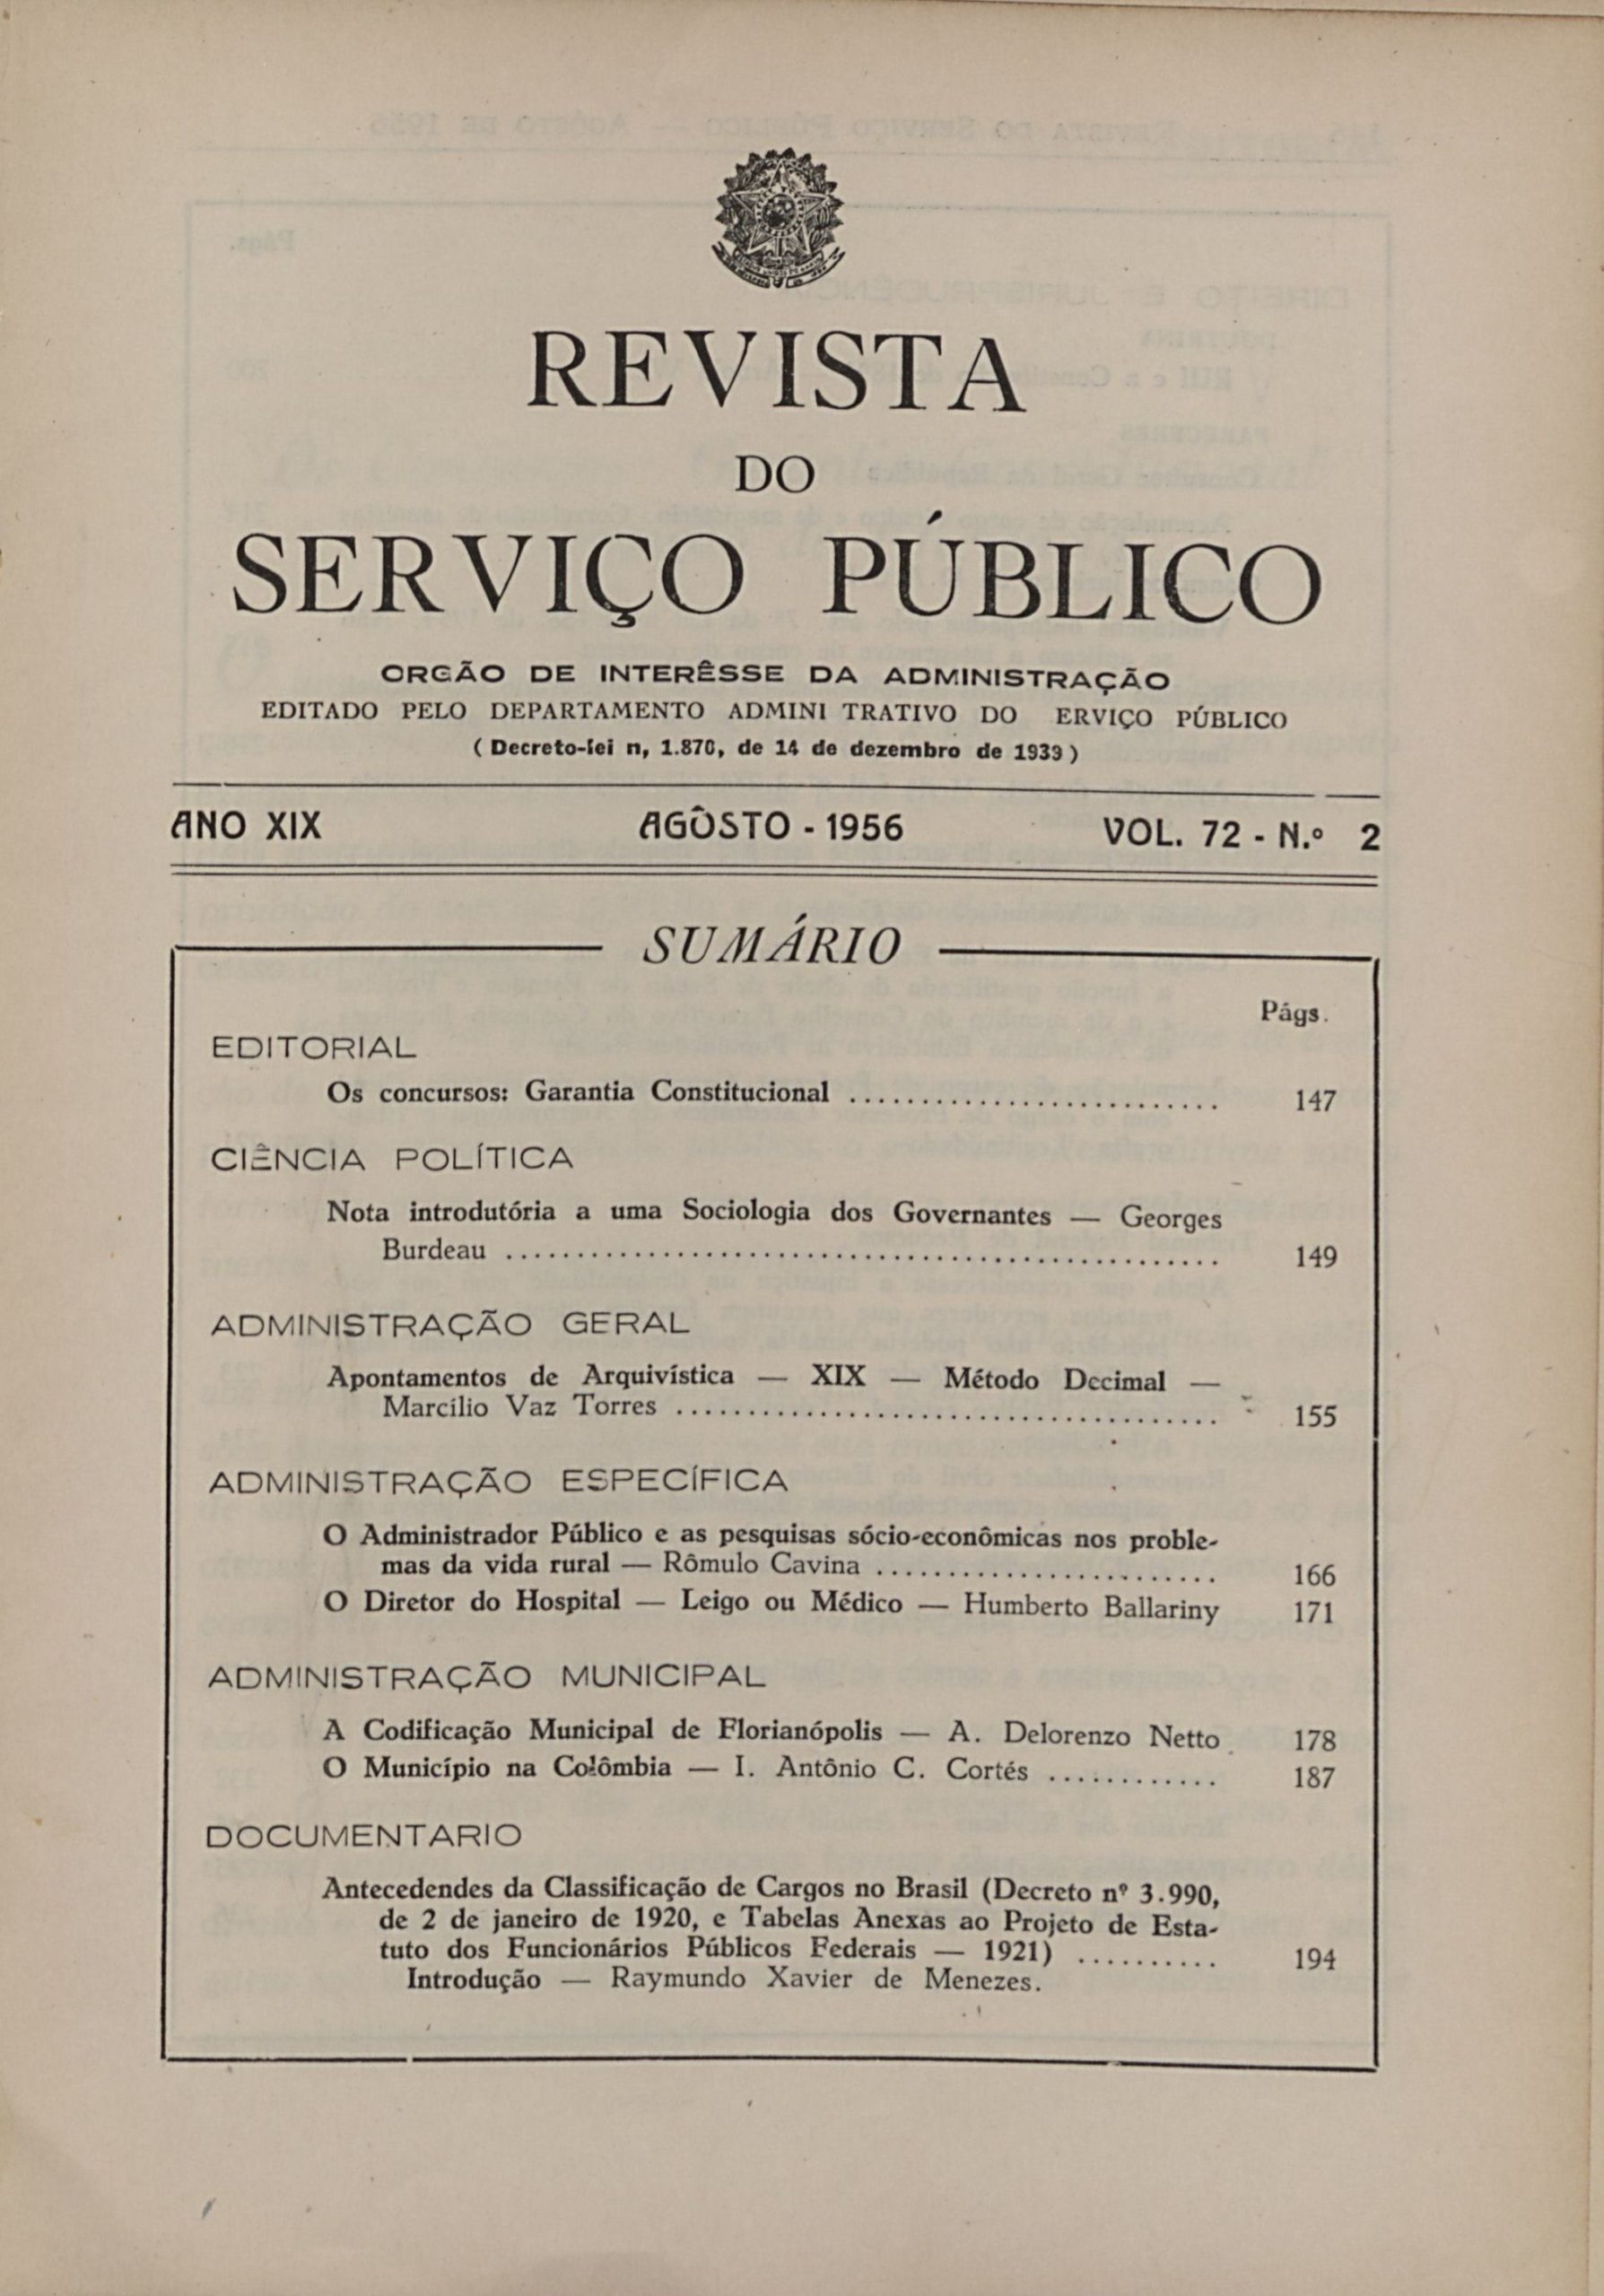 REVISTA
DO
SERVIÇO PÚBLICO
ORGÃO DE INTERÊSSE DA ADMINISTRAÇÃO
EDITADO PELO DEPARTAMENTO ADMINI TRATIVO DO ERVIÇO PÚBLICO
( Decreto-lei n, 1.870, de 14 de dezembro de 1939 )
ANO XIX AGÔSTO - 1956 VOL. 72 - N.º 2
SUMÁRIO
Págs.
EDITORIAL
Os concursos: Garantia Constitucional .......................... 147
CIÊNCIA POLÍTICA
Nota introdutória a uma Sociologia dos Governantes — Georges
Burdeau .................................................. 149
ADMINISTRAÇÃO GERAL
Apontamentos de Arquivística — XIX — Método Decimal —
Marcílio Vaz Torres ...................................... 155
ADMINISTRAÇÃO ESPECÍFICA
O Administrador Público e as pesquisas sócio-econômicas nos proble-
mas da vida rural — Rômulo Cavina ........................ 166
O Diretor do Hospital — Leigo ou Médico — Humberto Ballariny 171
ADMINISTRAÇÃO MUNICIPAL
A Codificação Municipal de Florianópolis — A. Delorenzo Netto 178
O Município na Colômbia — I. Antônio C. Cortés ............ 187
DOCUMENTARIO
Antecedendes da Classificação de Cargos no Brasil (Decreto nº 3.990,
de 2 de janeiro de 1920, e Tabelas Anexas ao Projeto de Esta-
tuto dos Funcionários Públicos Federais — 1921) .......... 194
Introdução — Raymundo Xavier de Menezes.